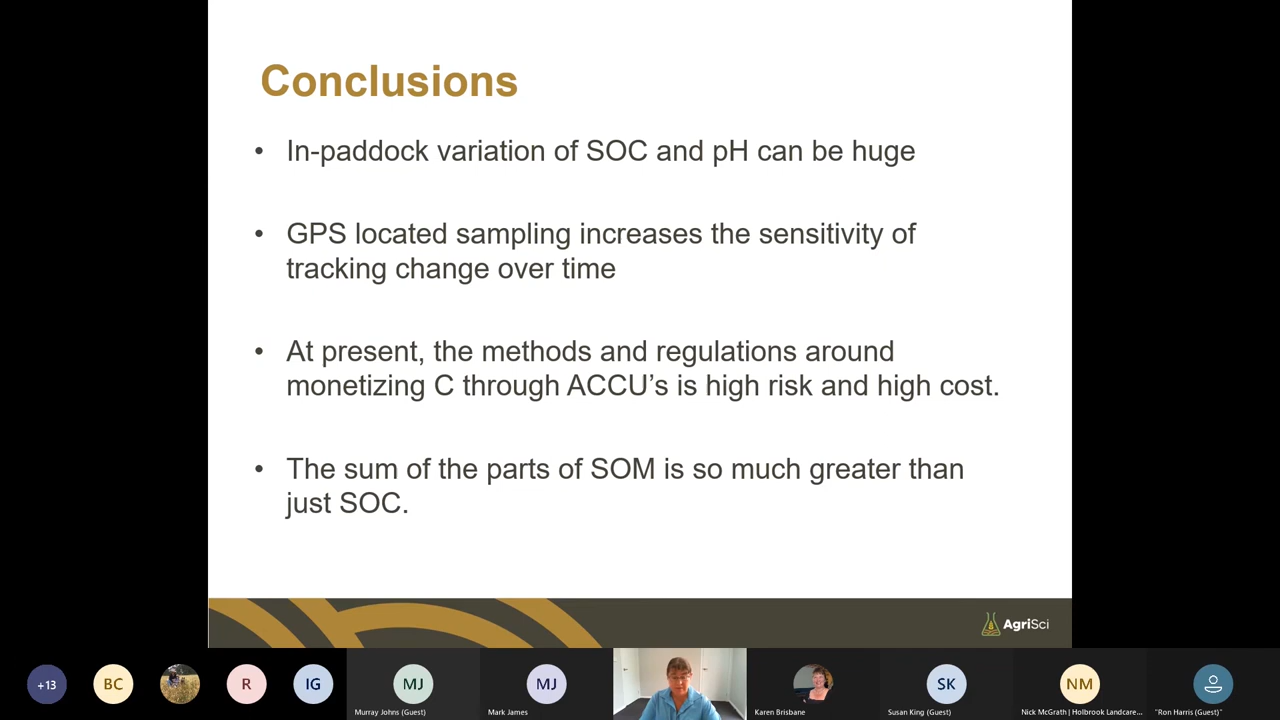 Conclusions
• In-paddock variation of SOC and pH can be huge
• GPS located sampling increases the sensitivity of
tracking change over time
• At present, the methods and regulations around
monetizing C through ACCU’s is high risk and high cost.
• The sum of the parts of SOM is so much greater than
just SOC.
AgriSci
+13
BC
R
IG
MJ
MJ
SK
NM
Murray Johns (Guest)
Mark James
Karen Brisbane
Susan King (Guest)
Nick McGrath | Holbrook Landcare...
"Ron Harris (Guest)"